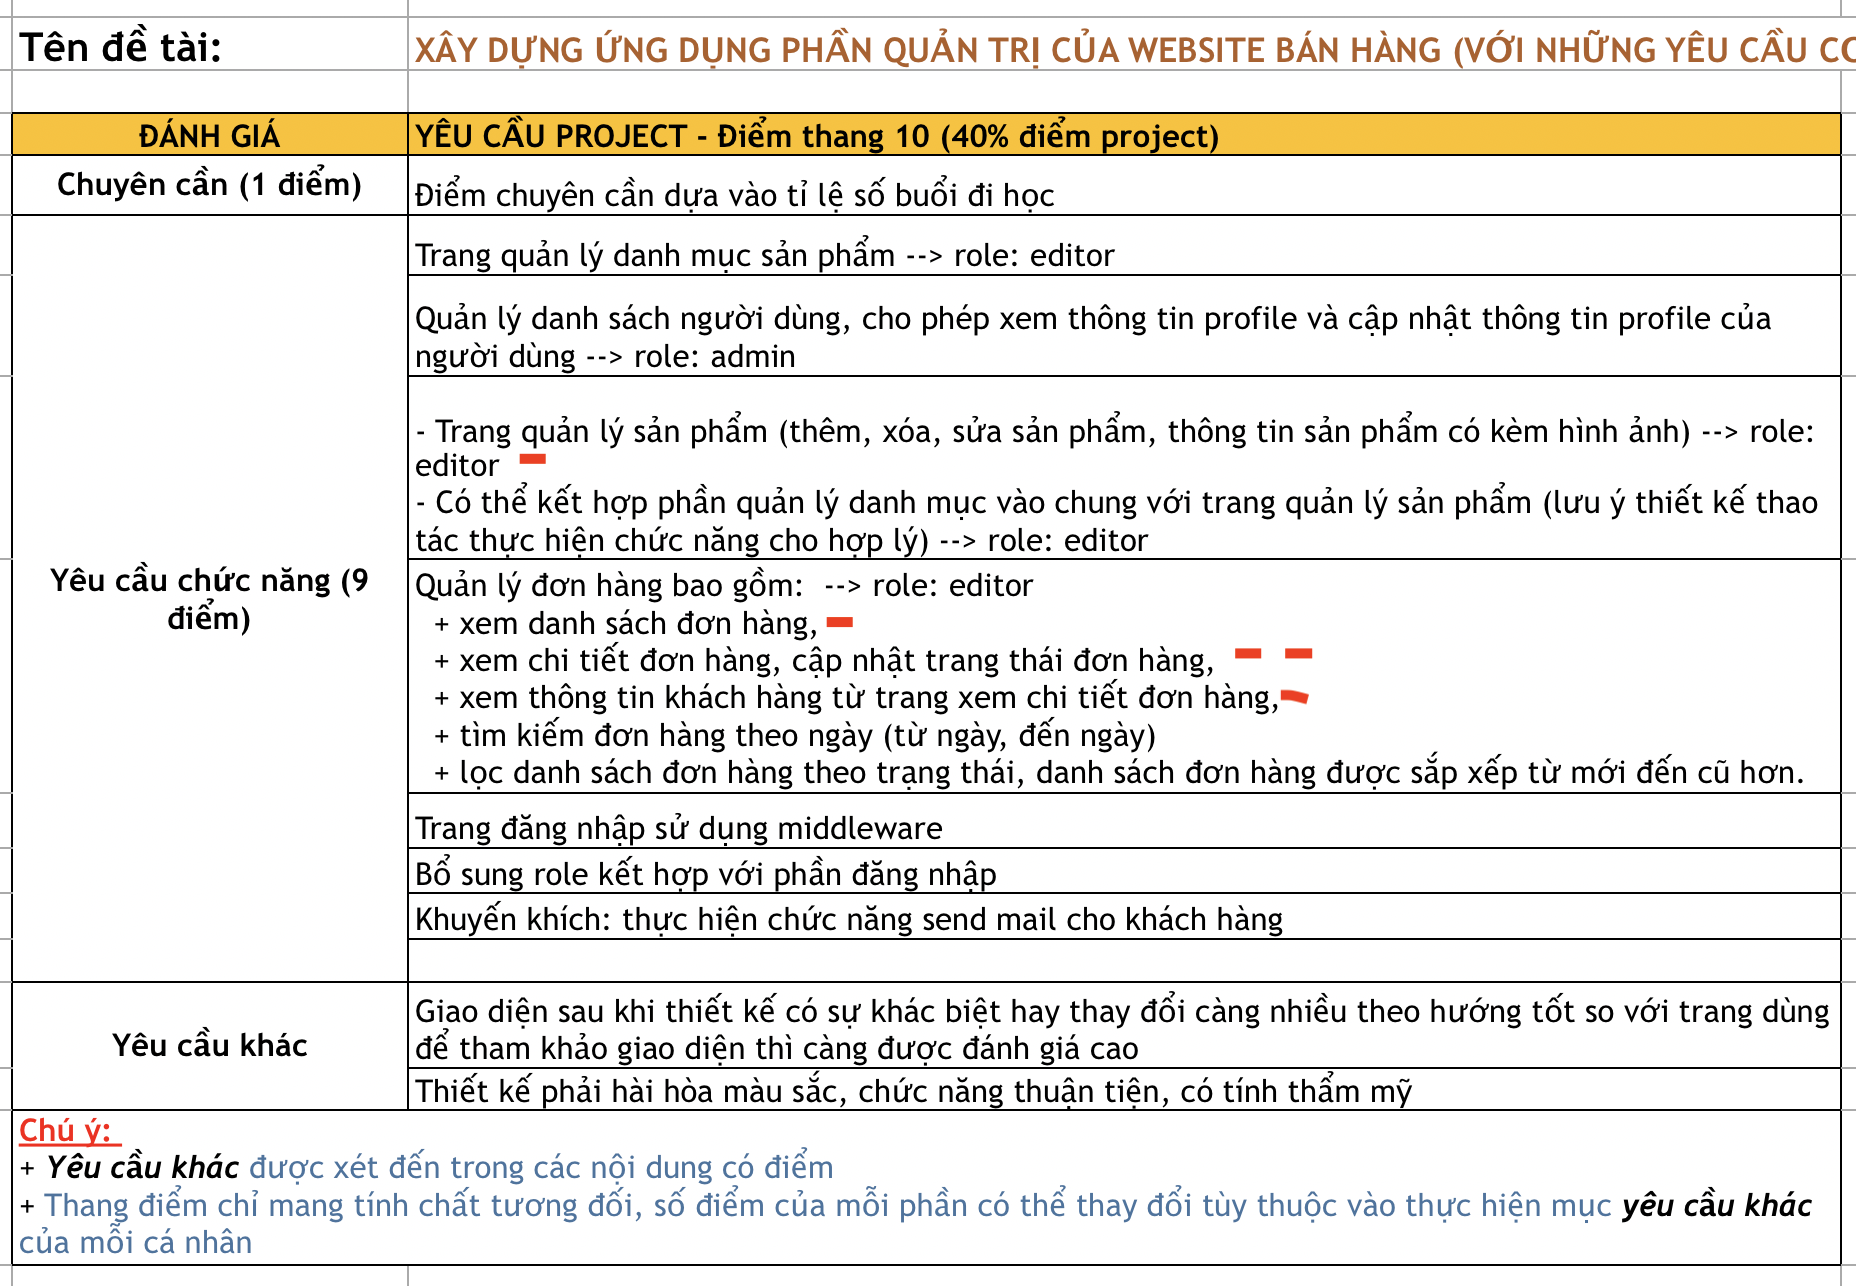 Tên đề tài:
XÂY DỰNG ỨNG DỤNG PHẦN QUẢN TRỊ CỦA WEBSITE BÁN HÀNG (VỚI NHỮNG YÊU CẦU
ĐÁNH GIÁ
YÊU CẦU PROJECT - Điểm thang 10 (40% điểm project)
Chuyên cần (1 điểm)
Điểm chuyên cần dựa vào tỉ lệ số buổi đi học
Yêu cầu chức năng (9
điểm)
Trang quản lý danh mục sản phẩm --> role: editor
Quản lý danh sách người dùng, cho phép xem thông tin profile và cập nhật thông tin profile của
người dùng --> role: admin
- Trang quản lý sản phẩm (thêm, xóa, sửa sản phẩm, thông tin sản phẩm có kèm hình ảnh) --> role:
editor
- Có thể kết hợp phần quản lý danh mục vào chung với trang quản lý sản phẩm (lưu ý thiết kế thao
tác thực hiện chức năng cho hợp lý) --> role: editor
Quản lý đơn hàng bao gồm: --> role: editor
+ xem danh sách đơn hàng,
+ xem chi tiết đơn hàng, cập nhật trang thái đơn hàng,
+ xem thông tin khách hàng từ trang xem chi tiết đơn hàng,
+ tìm kiếm đơn hàng theo ngày (từ ngày, đến ngày)
+ lọc danh sách đơn hàng theo trạng thái, danh sách đơn hàng được sắp xếp từ mới đến cũ hơn.
Trang đăng nhập sử dụng middleware
Bổ sung role kết hợp với phần đăng nhập
Khuyến khích: thực hiện chức năng send mail cho khách hàng
Yêu cầu khác
Giao diện sau khi thiết kế có sự khác biệt hay thay đổi càng nhiều theo hướng tốt so với trang dùng
để tham khảo giao diện thì càng được đánh giá cao
Thiết kế phải hài hòa màu sắc, chức năng thuận tiện, có tính thẩm mỹ
Chú ý:
+ Yêu cầu khác được xét đến trong các nội dung có điểm
+ Thang điểm chỉ mang tính chất tương đối, số điểm của mỗi phần có thể thay đổi tùy thuộc vào thực hiện mục yêu cầu khác
của mỗi cá nhân